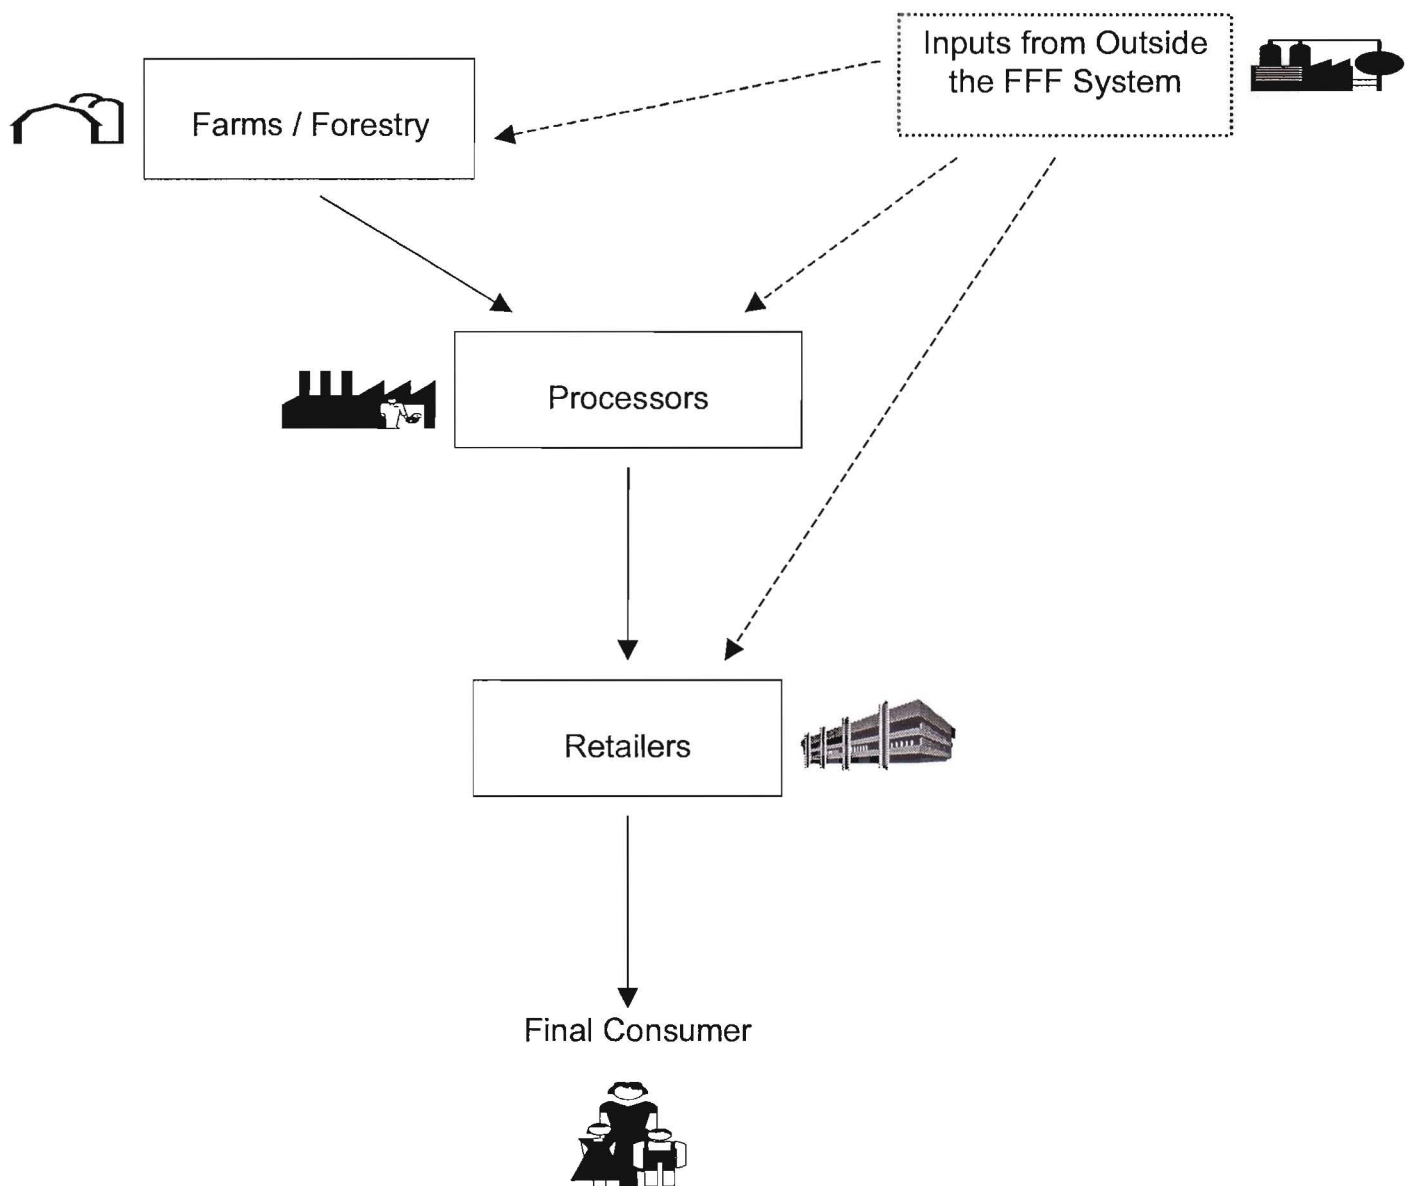 Inputs from Outside
the FFF System
Farms / Forestry
Processors
Retailers
Final Consumer